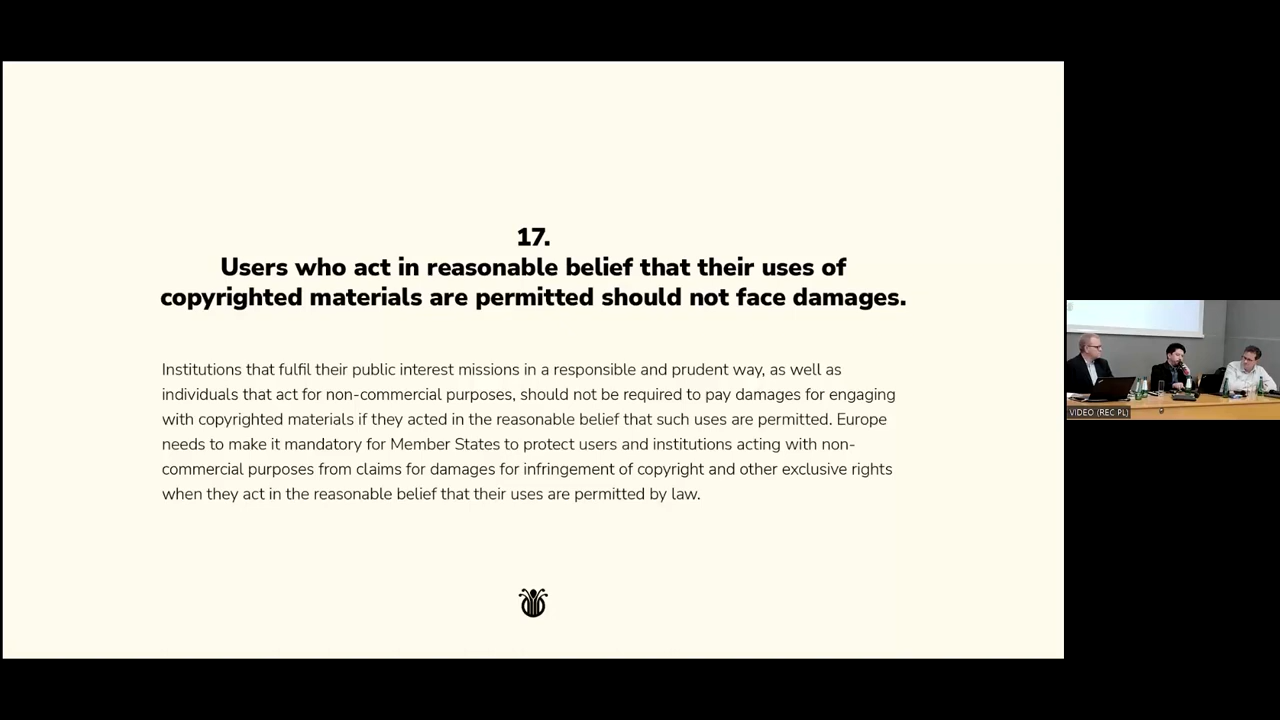 17.
Users who act in reasonable belief that their uses of
copyrighted materials are permitted should not face damages.
Institutions that fulfil their public interest missions in a responsible and prudent way, as well as
individuals that act for non-commercial purposes, should not be required to pay damages for engaging
with copyrighted materials if they acted in the reasonable belief that such uses are permitted. Europe
needs to make it mandatory for Member States to protect users and institutions acting with non-
commercial purposes from claims for damages for infringement of copyright and other exclusive rights
when they act in the reasonable belief that their uses are permitted by law.
VIDEO (REC PL)